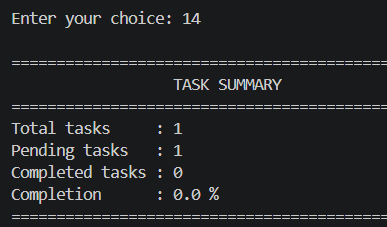 Enter your choice: 14
==========================================
TASK SUMMARY
==========================================
Total tasks     : 1
Pending tasks   : 1
Completed tasks : 0
Completion      : 0.0 %
==========================================